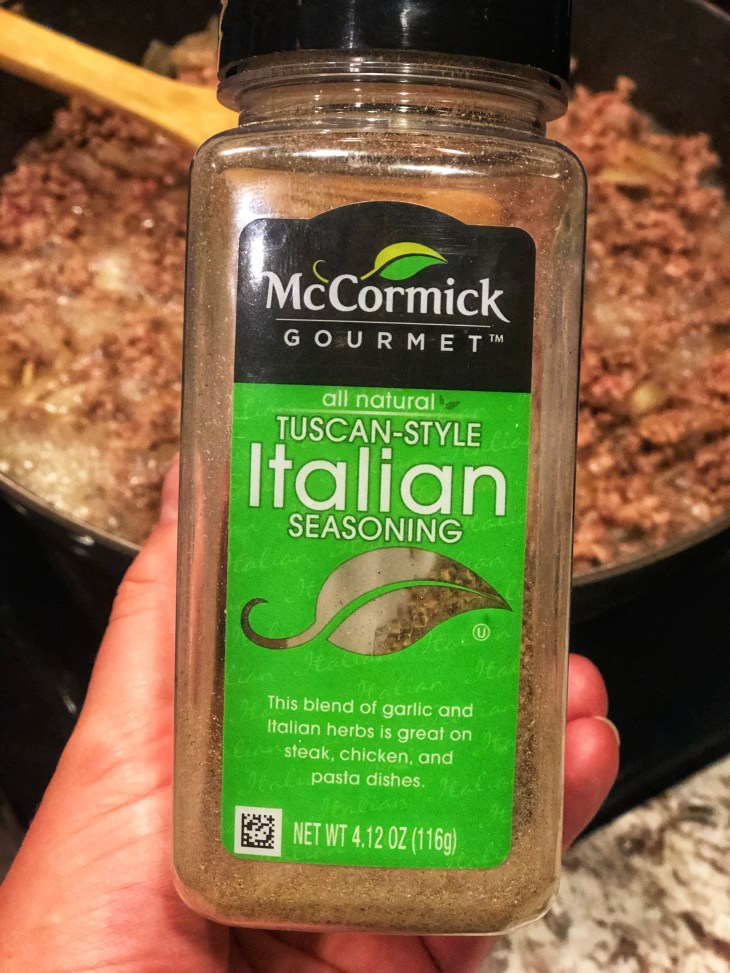 McCormick
GOURMET™
all natural
TUSCAN-STYLE
Italian
SEASONING
U
This blend of garlic and
Italian herbs is great on
steak, chicken, and
pasta dishes.
NET WT 4.12 OZ (116g)